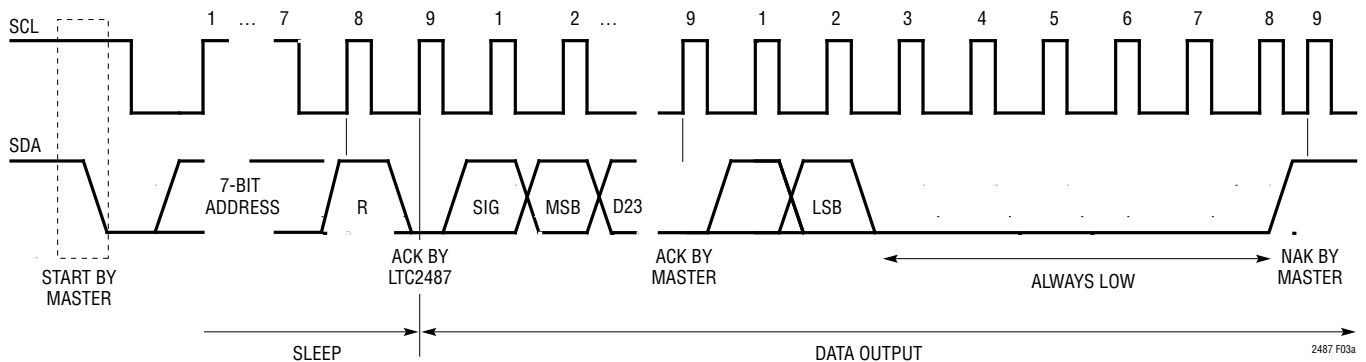 1 ... 7 8 9 1 2 ... 9 1 2 3 4 5 6 7 8 9
SCL
SDA
7-BIT
ADDRESS
R
SIG
MSB
D23
LSB
START BY
MASTER
ACK BY
LTC2487
ACK BY
MASTER
ALWAYS LOW
NAK BY
MASTER
SLEEP
DATA OUTPUT
2487 F03a